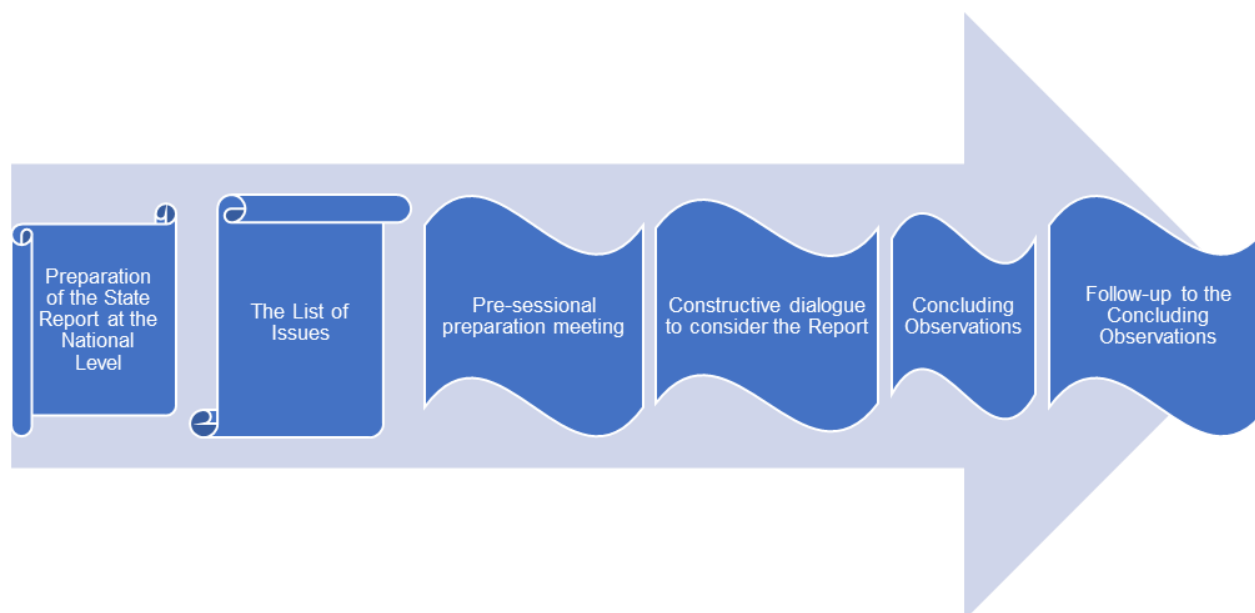 Preparation
of the State
Report at the
National
Level
The List of
Issues
Pre-sessional
preparation meeting
Constructive dialogue
to consider the Report
Concluding
Observations
Follow-up to the
Concluding
Observations